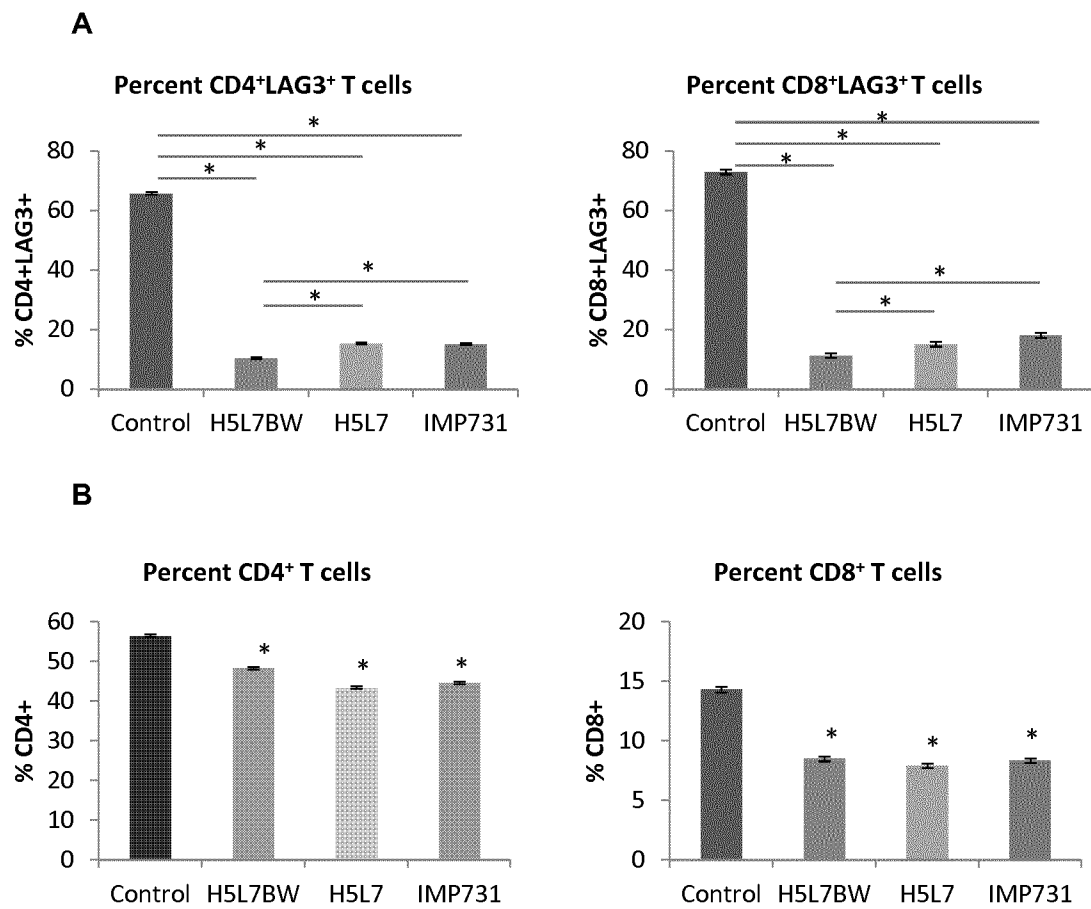 A
Percent CD4⁺LAG3⁺ T cells
% CD4+LAG3+
80
60
40
20
0
*
*
*
*
*
Control H5L7BW H5L7 IMP731
Percent CD8⁺LAG3⁺ T cells
% CD8+LAG3+
80
60
40
20
0
*
*
*
*
*
Control H5L7BW H5L7 IMP731
B
Percent CD4⁺ T cells
% CD4+
60
50
40
30
20
10
0
* * *
Control H5L7BW H5L7 IMP731
Percent CD8⁺ T cells
% CD8+
20
15
10
5
0
* * *
Control H5L7BW H5L7 IMP731